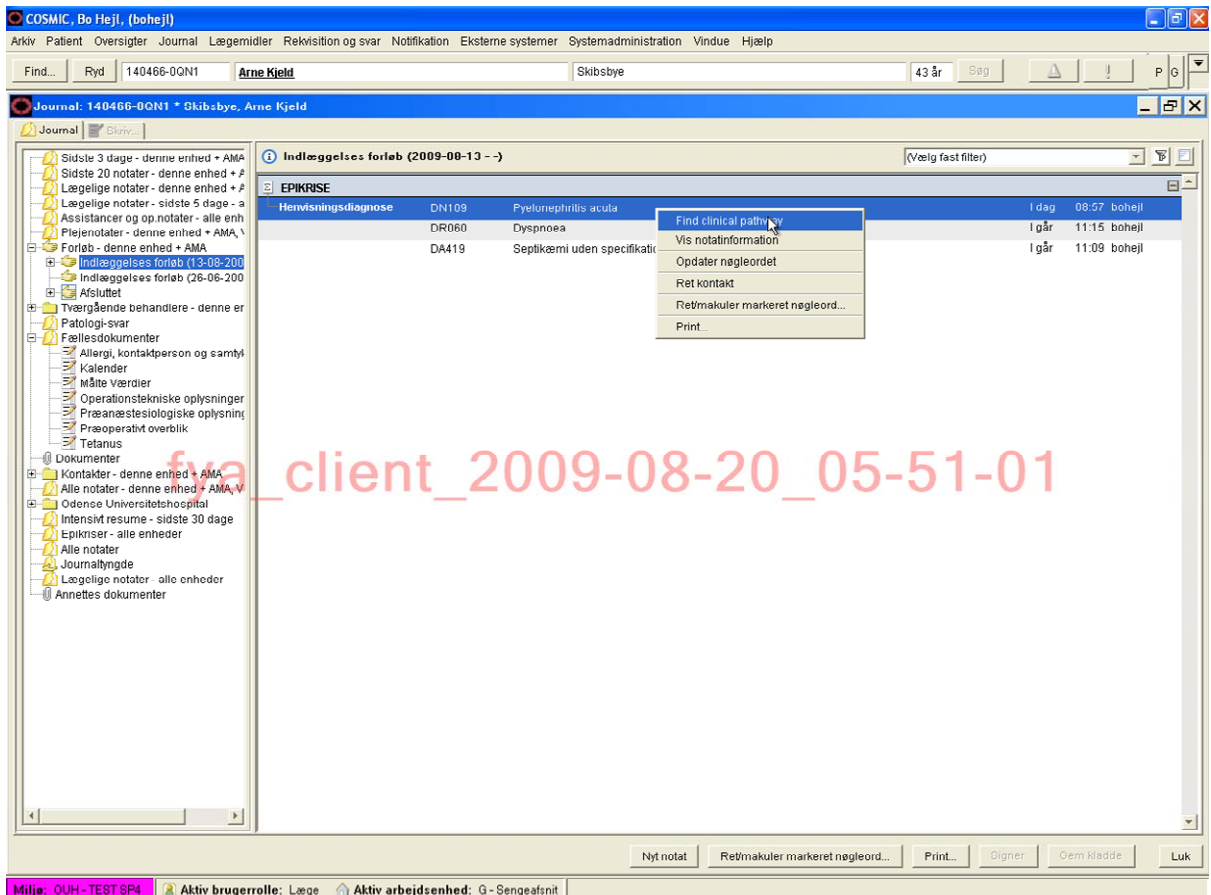 COSMIC, Bo Hejl, (bohejl)
Arkiv Patient Oversigter Journal Lægemidler Rekvisition og svar Notifikation Eksterne systemer Systemadministration Vindue Hjælp
Find... Ryd 140466-0QN1 Arne Kjeld Skibsbye 43 år Søg P G
Journal: 140466-0QN1 * Skibsbye, Arne Kjeld
Journal Skriv...
Indlæggelses forløb (2009-08-13 - -) (Vælg fast filter)
EPIKRISE
Henvisningsdiagnose DN109 Pyelonephritis acuta I dag 08:57 bohejl
DR060 Dyspnoea I går 11:15 bohejl
DA419 Septikæmi uden I går 11:09 bohejl
Find clinical pathway
Vis notatinformation
Opdater nøgleordet
Ret kontakt
Ret/makuler markeret nøgleord...
Print...
Sidste 3 dage - denne enhed + AMA
Sidste 20 notater - denne enhed + A
Lægelige notater - denne enhed + A
Lægelige notater - sidste 5 dage - a
Assistancer og op.notater - alle enh
Plejenotater - denne enhed + AMA,
Forløb - denne enhed + AMA
Indlæggelses forløb (13-08-200
Indlæggelses forløb (26-06-200
Afsluttet
Tværgående behandlere - denne er
Patologi-svar
Fællesdokumenter
Allergi, kontaktperson og samtyk
Kalender
Målte Værdier
Operationstekniske oplysninger
Præanæstesiologiske oplysning
Præoperativt overblik
Tetanus
Dokumenter
Kontakter - denne enhed + AMA
Alle notater - denne enhed + AMA, V
Odense Universitetshospital
Intensivt resume - sidste 30 dage
Epikriser - alle enheder
Alle notater
Journaltyngde
Lægelige notater - alle enheder
Annettes dokumenter
fya_client_2009-08-20_05-51-01
Nyt notat Ret/makuler markeret nøgleord... Print... Signer Gem kladde Luk
Miljø: OUH - TEST SP4 Aktiv brugerrolle: Læge Aktiv arbejdsenhed: G - Sengeafsnit